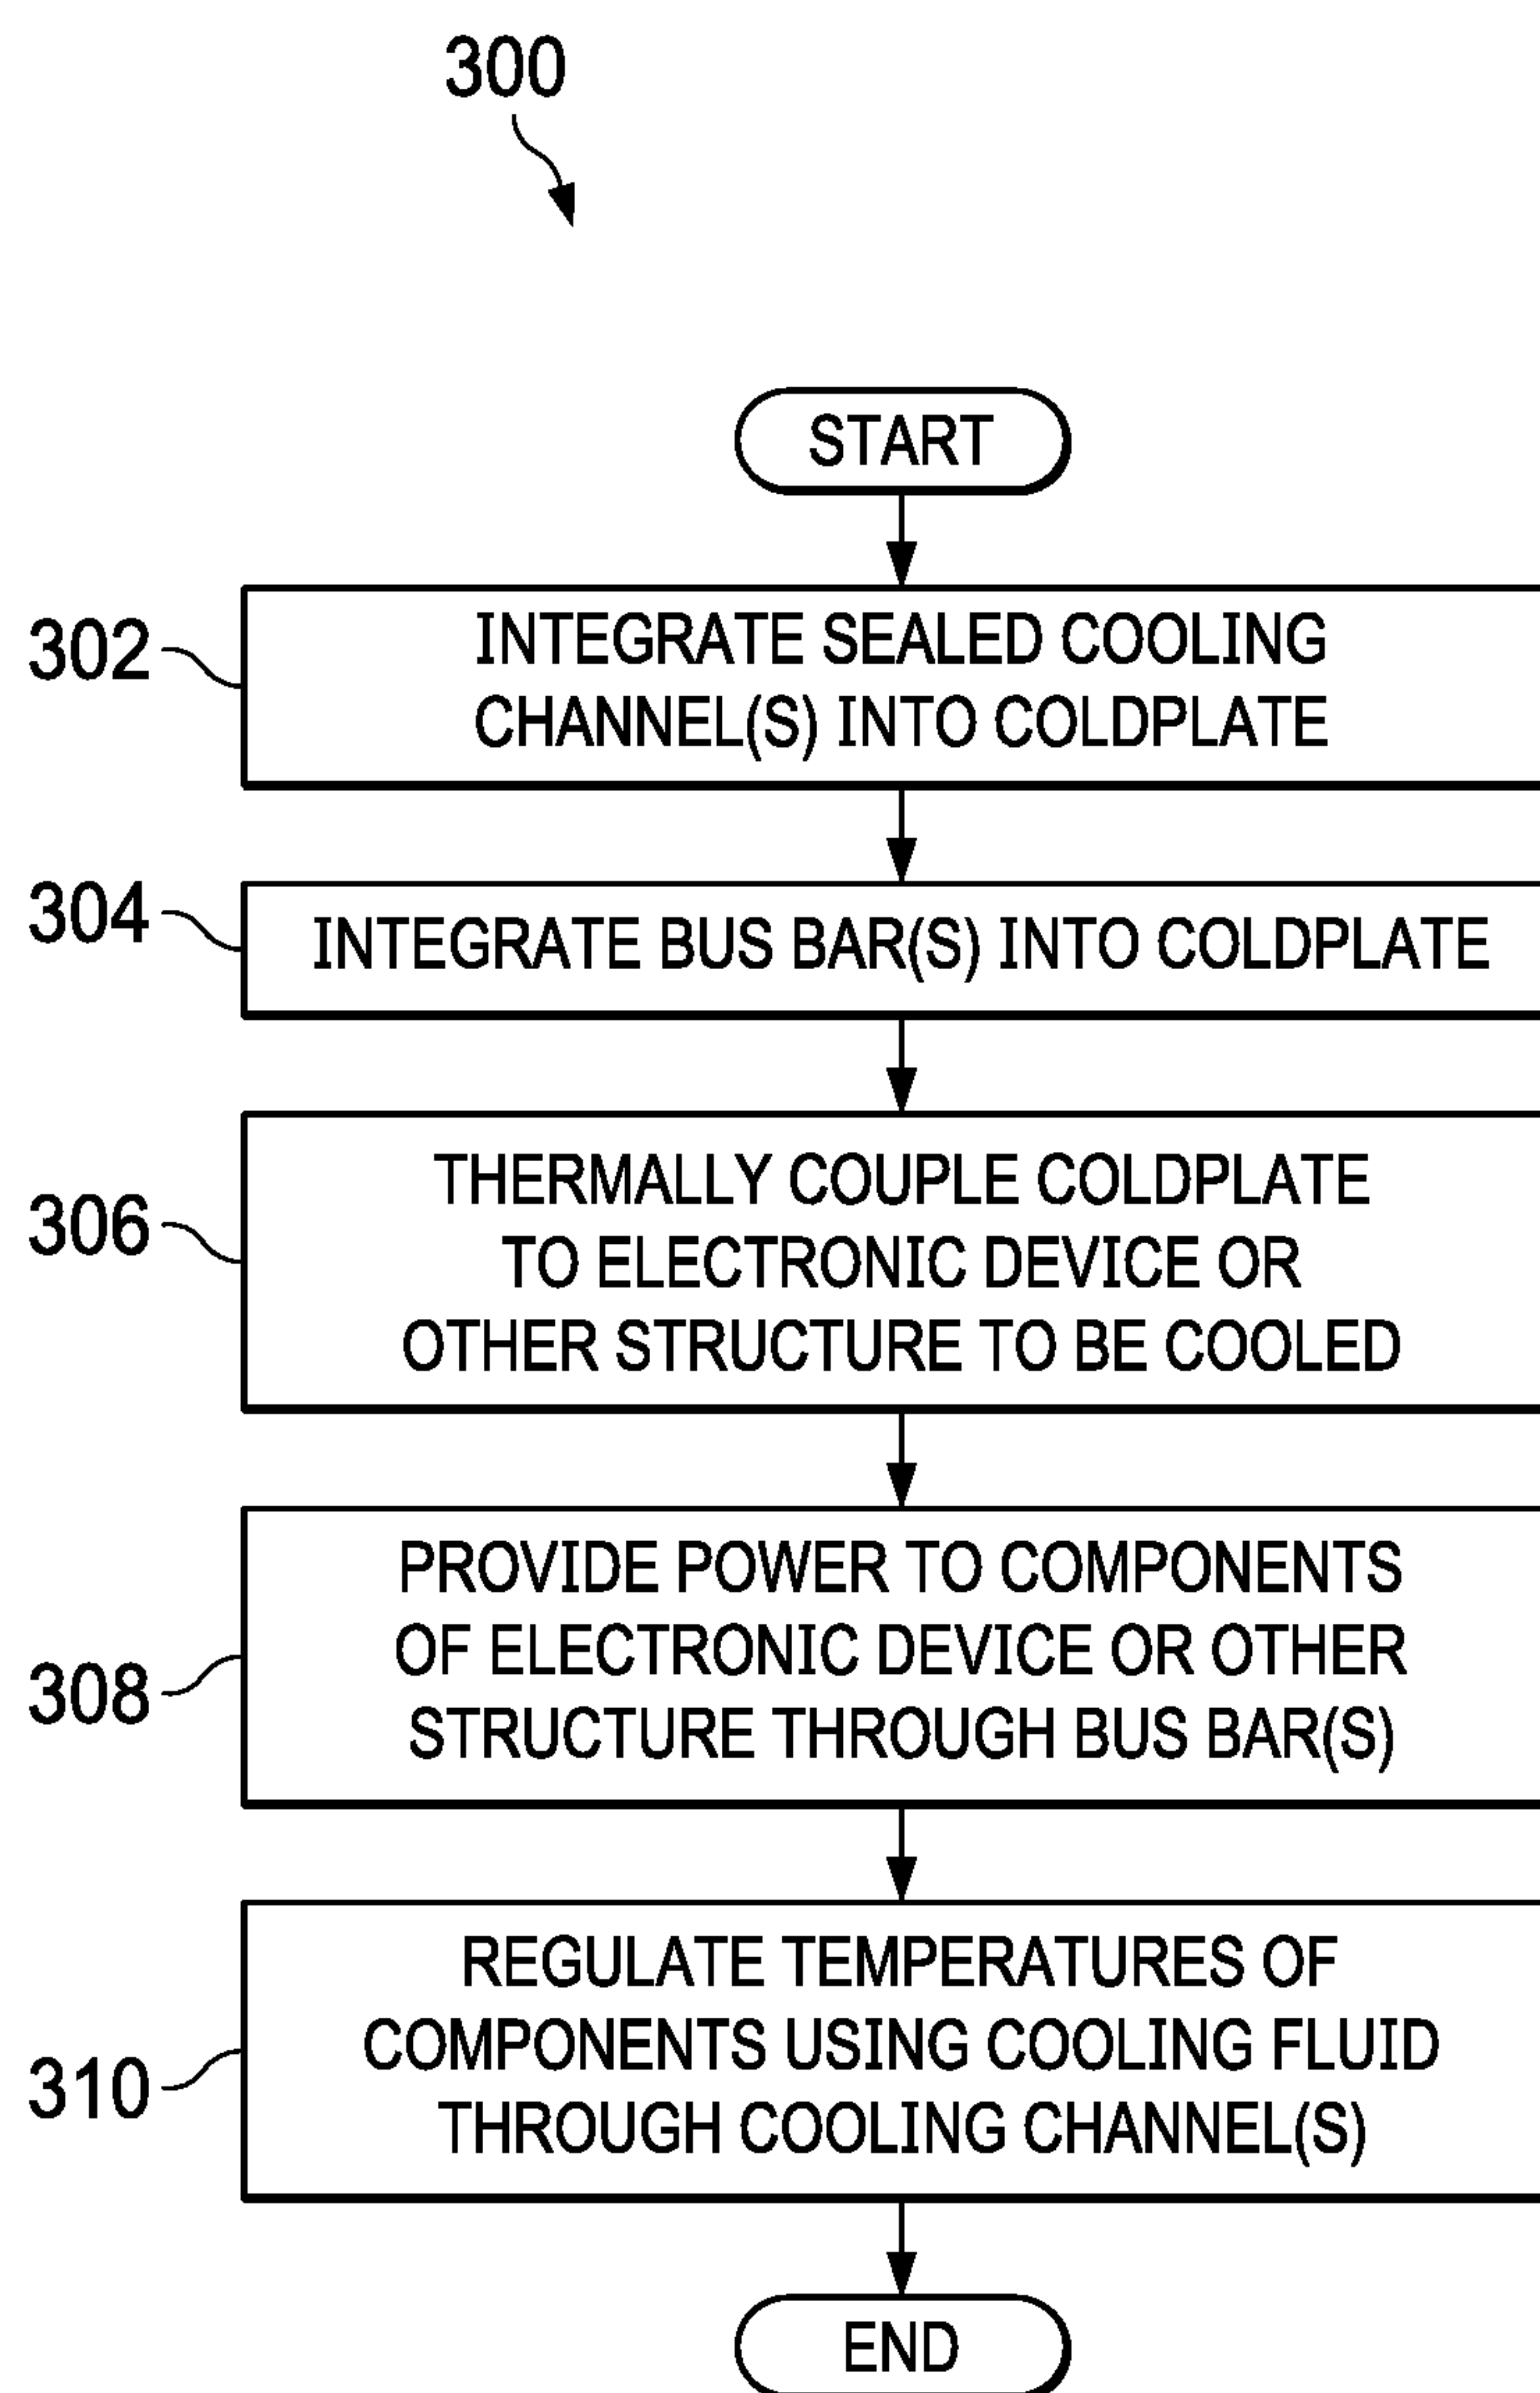 300
START
302
INTEGRATE SEALED COOLING
CHANNEL(S) INTO COLDPLATE
304
INTEGRATE BUS BAR(S) INTO COLDPLATE
306
THERMALLY COUPLE COLDPLATE
TO ELECTRONIC DEVICE OR
OTHER STRUCTURE TO BE COOLED
308
PROVIDE POWER TO COMPONENTS
OF ELECTRONIC DEVICE OR OTHER
STRUCTURE THROUGH BUS BAR(S)
310
REGULATE TEMPERATURES OF
COMPONENTS USING COOLING FLUID
THROUGH COOLING CHANNEL(S)
END